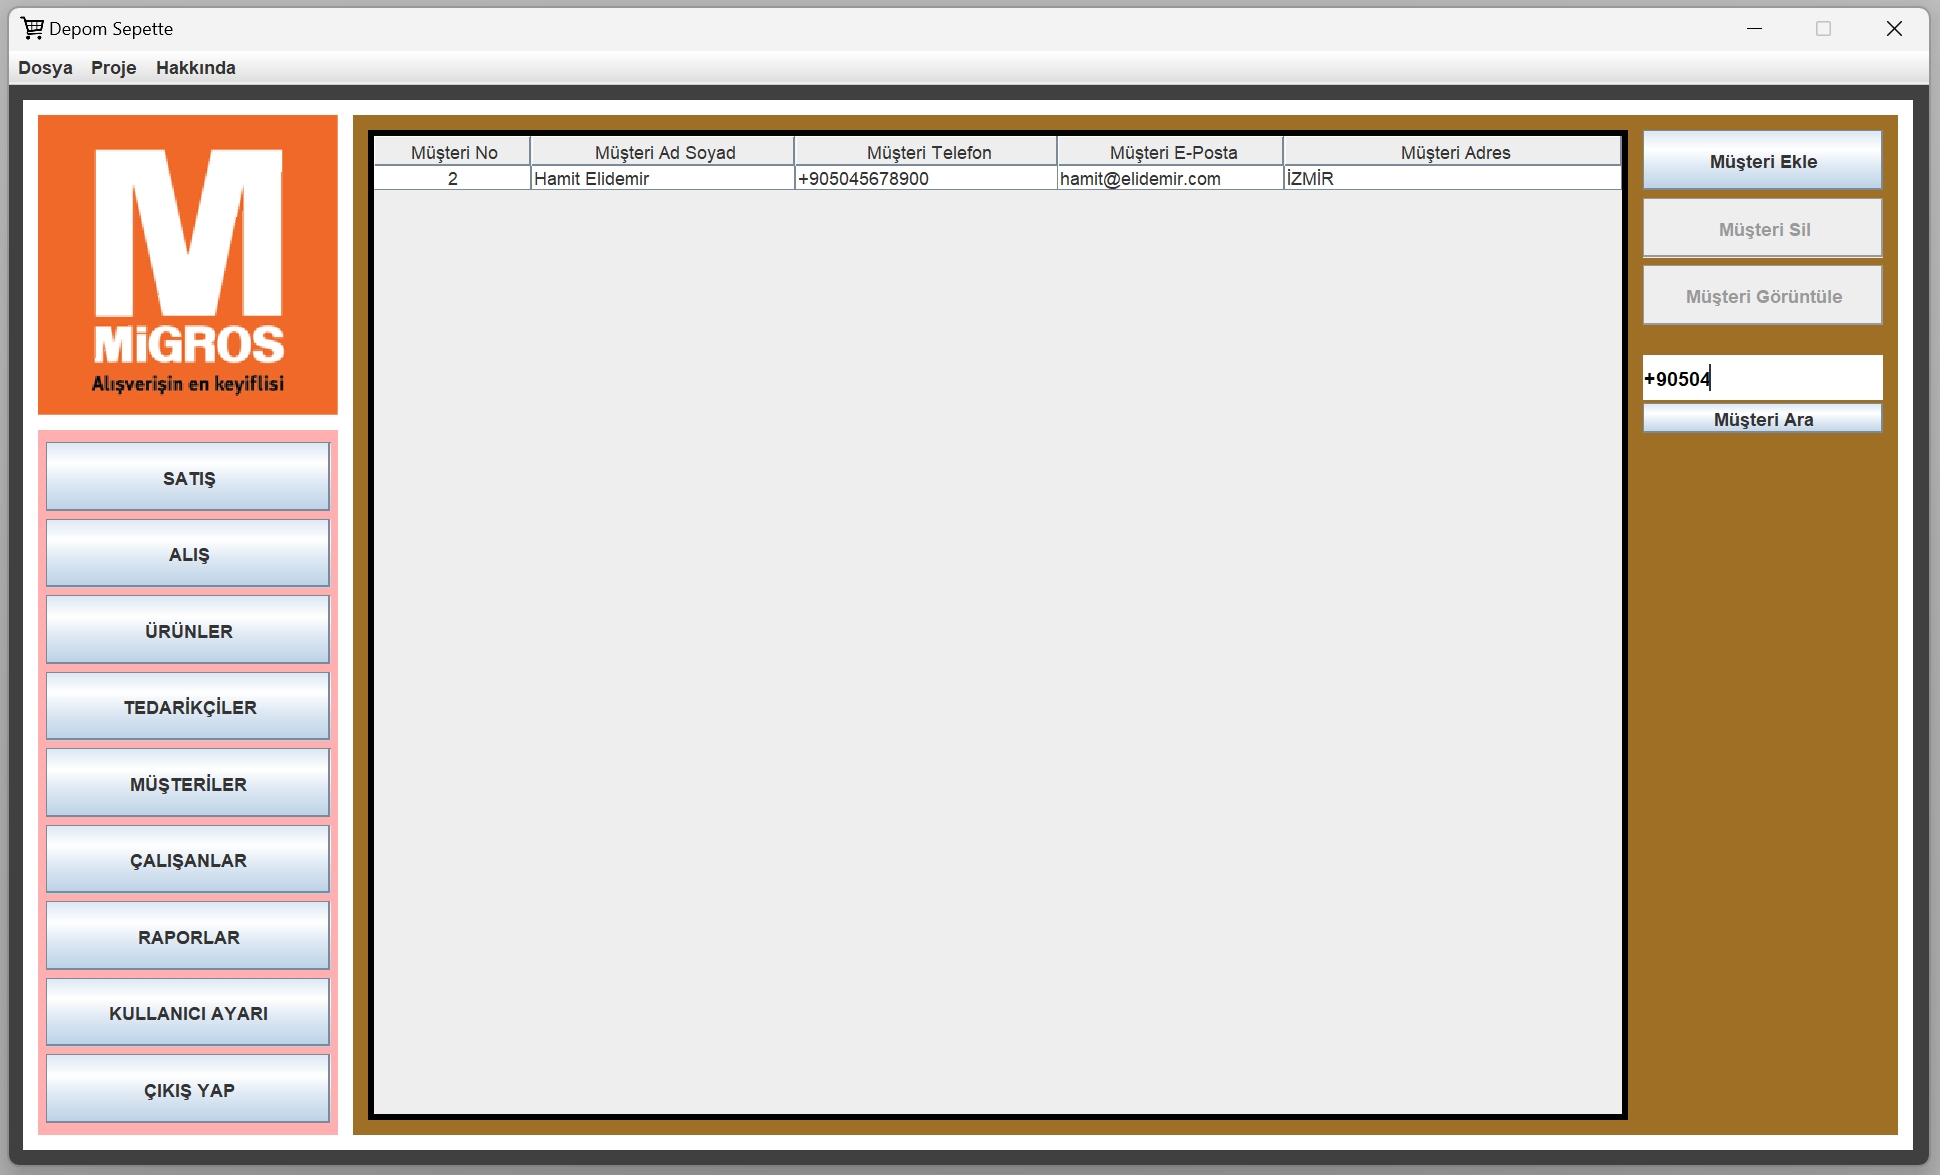 Depom Sepette
Dosya Proje Hakkında
MiGROS
Alışverişin en keyiflisi
SATIŞ
ALIŞ
ÜRÜNLER
TEDARİKÇİLER
MÜŞTERİLER
ÇALIŞANLAR
RAPORLAR
KULLANICI AYARI
ÇIKIŞ YAP
Müşteri No Müşteri Ad Soyad Müşteri Telefon Müşteri E-Posta Müşteri Adres
2 Hamit Elidemir +905045678900 hamit@elidemir.com İZMİR
Müşteri Ekle
Müşteri Sil
Müşteri Görüntüle
+90504
Müşteri Ara